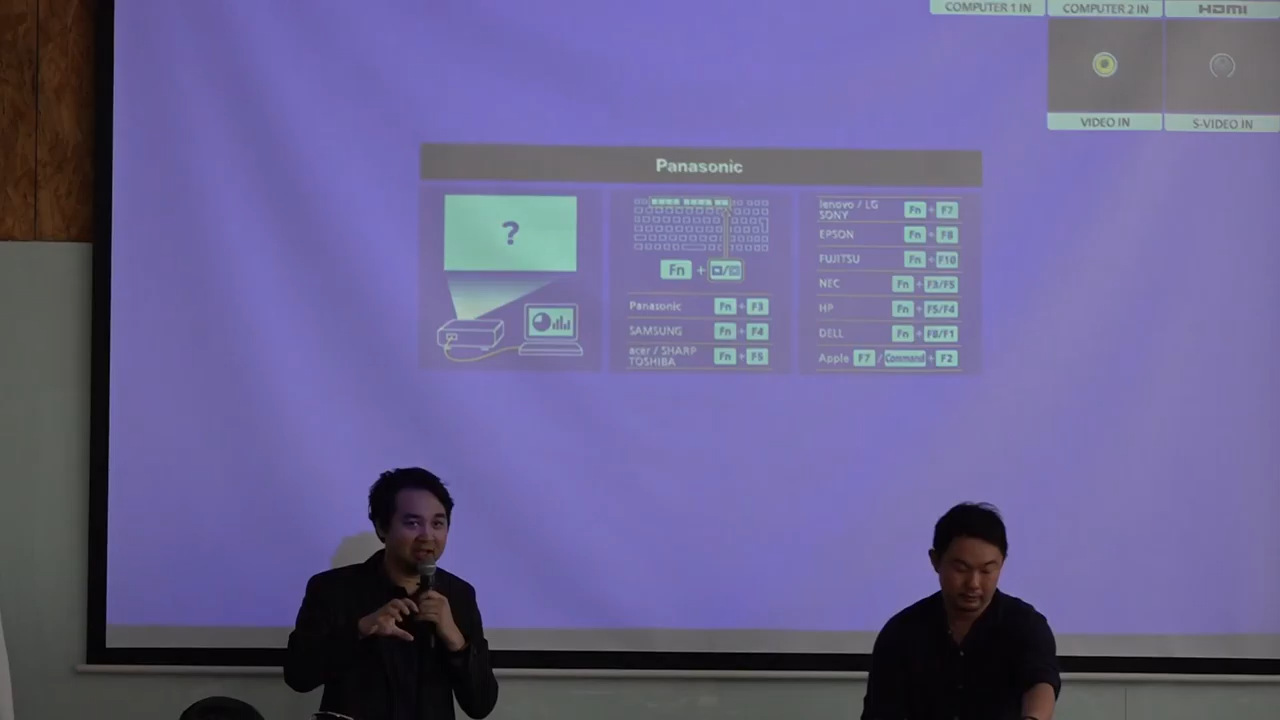 COMPUTER 1 IN
COMPUTER 2 IN
HDMI
VIDEO IN
S-VIDEO IN
Panasonic
?
Fn +
Panasonic Fn + F3
SAMSUNG Fn + F4
acer / SHARP
TOSHIBA Fn + F5
lenovo / LG
SONY Fn + F7
EPSON Fn + F8
FUJITSU Fn + F10
NEC Fn + F3/F5
HP Fn + F5/F4
DELL Fn + F8/F1
Apple F7 / Command + F2